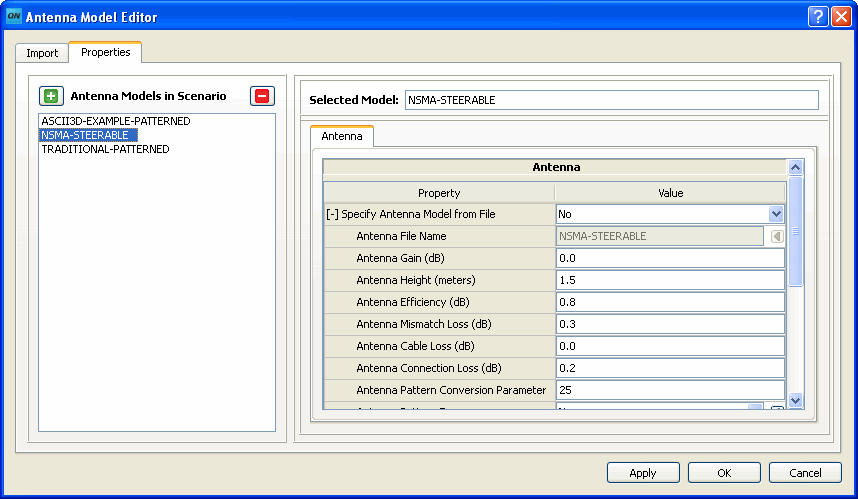 QN Antenna Model Editor
Import Properties
Antenna Models in Scenario
ASCII3D-EXAMPLE-PATTERNED
NSMA-STEERABLE
TRADITIONAL-PATTERNED
Selected Model: NSMA-STEERABLE
Antenna
Antenna
Property Value
[-] Specify Antenna Model from File No
Antenna File Name NSMA-STEERABLE
Antenna Gain (dB) 0.0
Antenna Height (meters) 1.5
Antenna Efficiency (dB) 0.8
Antenna Mismatch Loss (dB) 0.3
Antenna Cable Loss (dB) 0.0
Antenna Connection Loss (dB) 0.2
Antenna Pattern Conversion Parameter 25
Apply OK Cancel